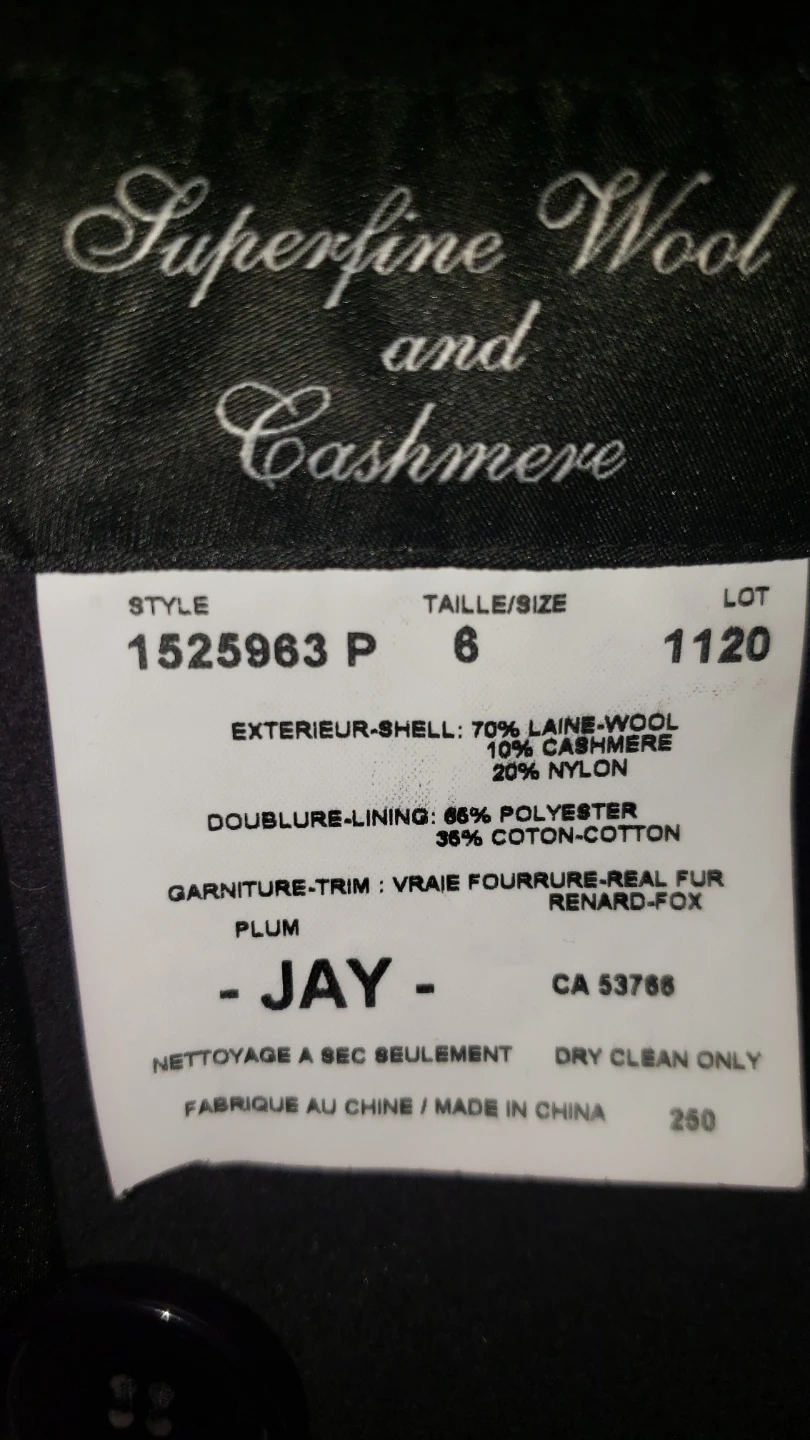 Superfine Wool
and
Cashmere
STYLE TAILLE/SIZE LOT
1525963 P 6 1120
EXTERIEUR-SHELL: 70% LAINE-WOOL
10% CASHMERE
20% NYLON
DOUBLURE-LINING: 65% POLYESTER
35% COTON-COTTON
GARNITURE-TRIM : VRAIE FOURRURE-REAL FUR
RENARD-FOX
PLUM
- JAY - CA 53766
NETTOYAGE A SEC SEULEMENT DRY CLEAN ONLY
FABRIQUE AU CHINE / MADE IN CHINA 250